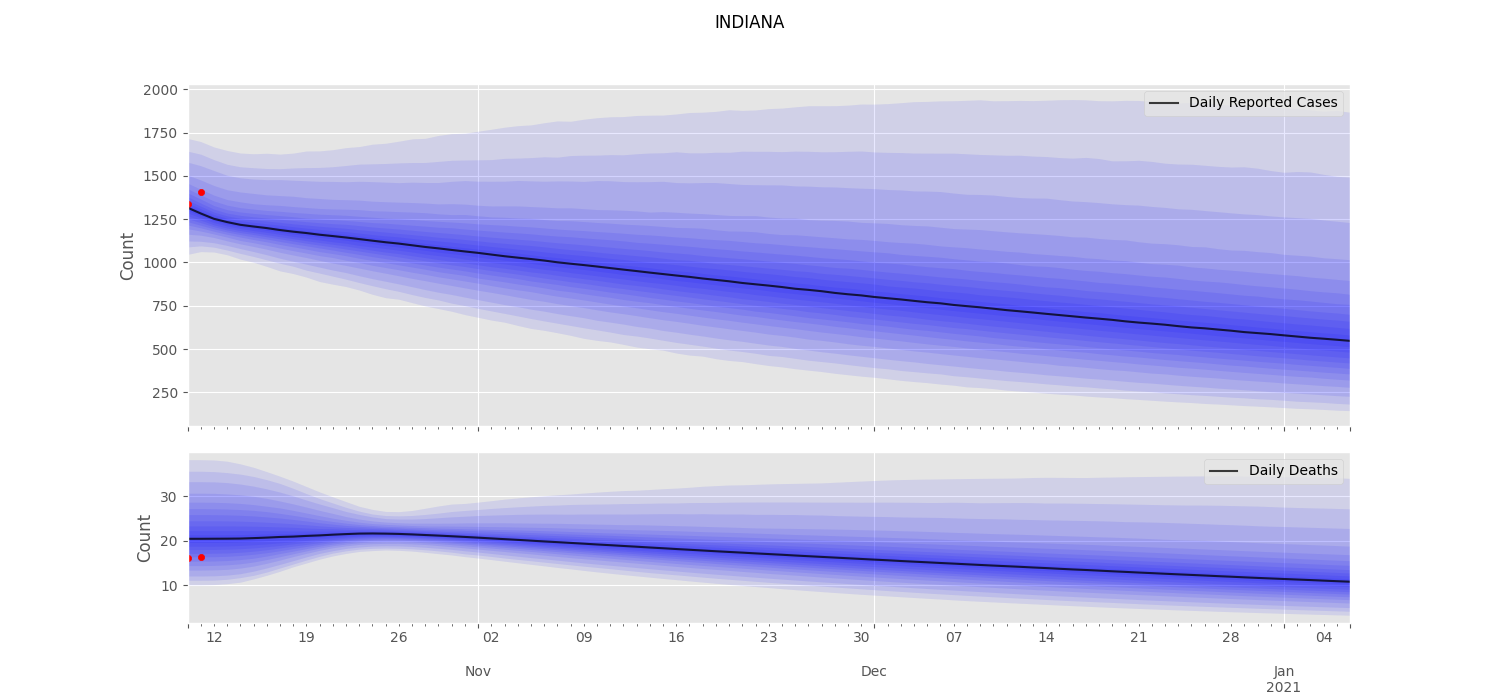 INDIANA
Daily Reported Cases
2000
1750
1500
1250
1000
750
500
250
Count
Daily Deaths
30
20
10
Count
12 19 26 02 09 16 23 30 07 14 21 28 04
Nov Dec Jan
2021